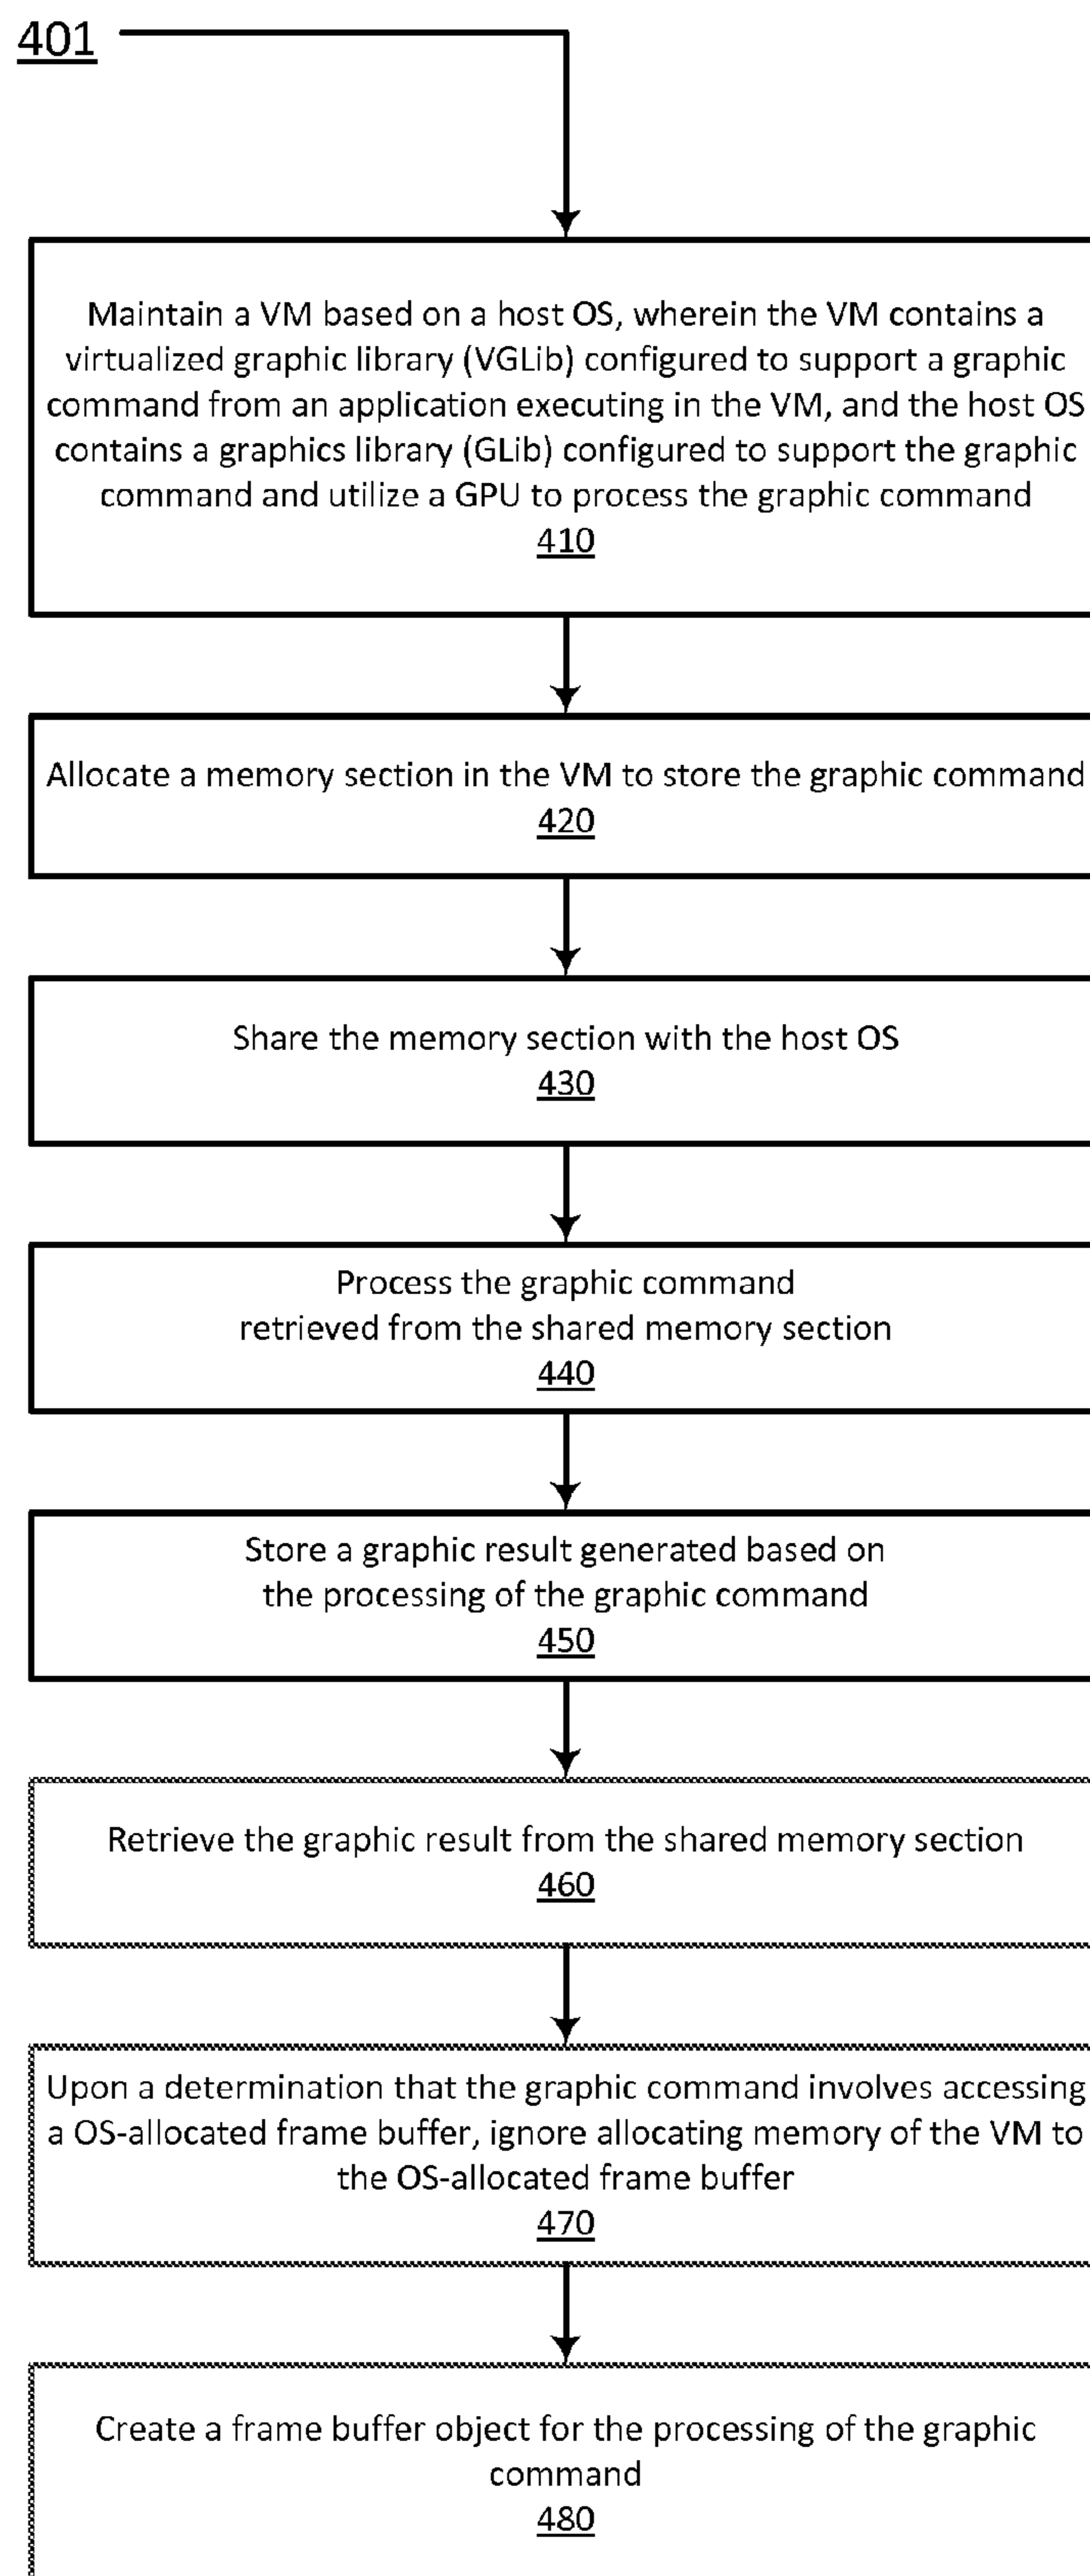 401
Maintain a VM based on a host OS, wherein the VM contains a
virtualized graphic library (VGLib) configured to support a graphic
command from an application executing in the VM, and the host OS
contains a graphics library (GLib) configured to support the graphic
command and utilize a GPU to process the graphic command
410
Allocate a memory section in the VM to store the graphic command
420
Share the memory section with the host OS
430
Process the graphic command
retrieved from the shared memory section
440
Store a graphic result generated based on
the processing of the graphic command
450
Retrieve the graphic result from the shared memory section
460
Upon a determination that the graphic command involves accessing
a OS-allocated frame buffer, ignore allocating memory of the VM to
the OS-allocated frame buffer
470
Create a frame buffer object for the processing of the graphic
command
480